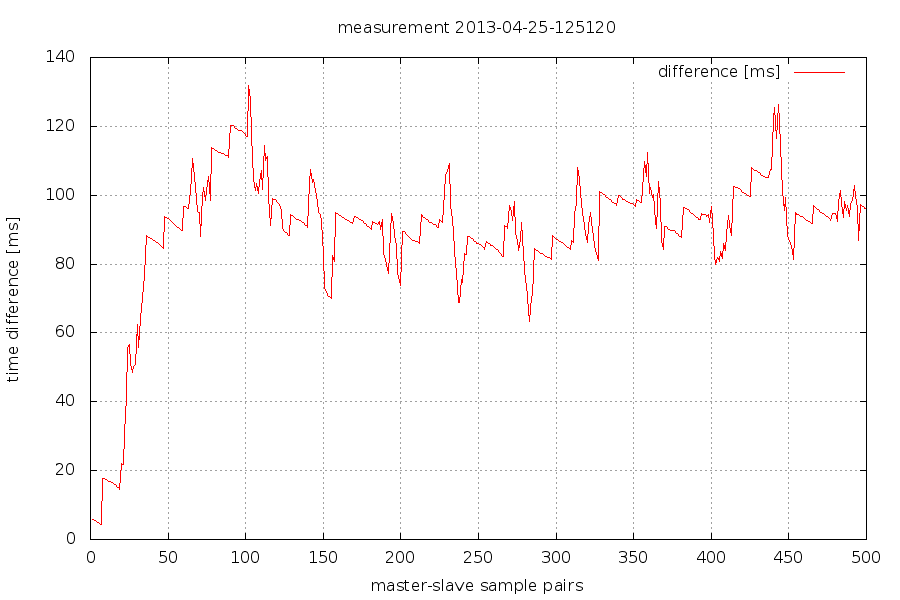 measurement 2013-04-25-125120
difference [ms]
time difference [ms]
140
120
100
80
60
40
20
0
0 50 100 150 200 250 300 350 400 450 500
master-slave sample pairs